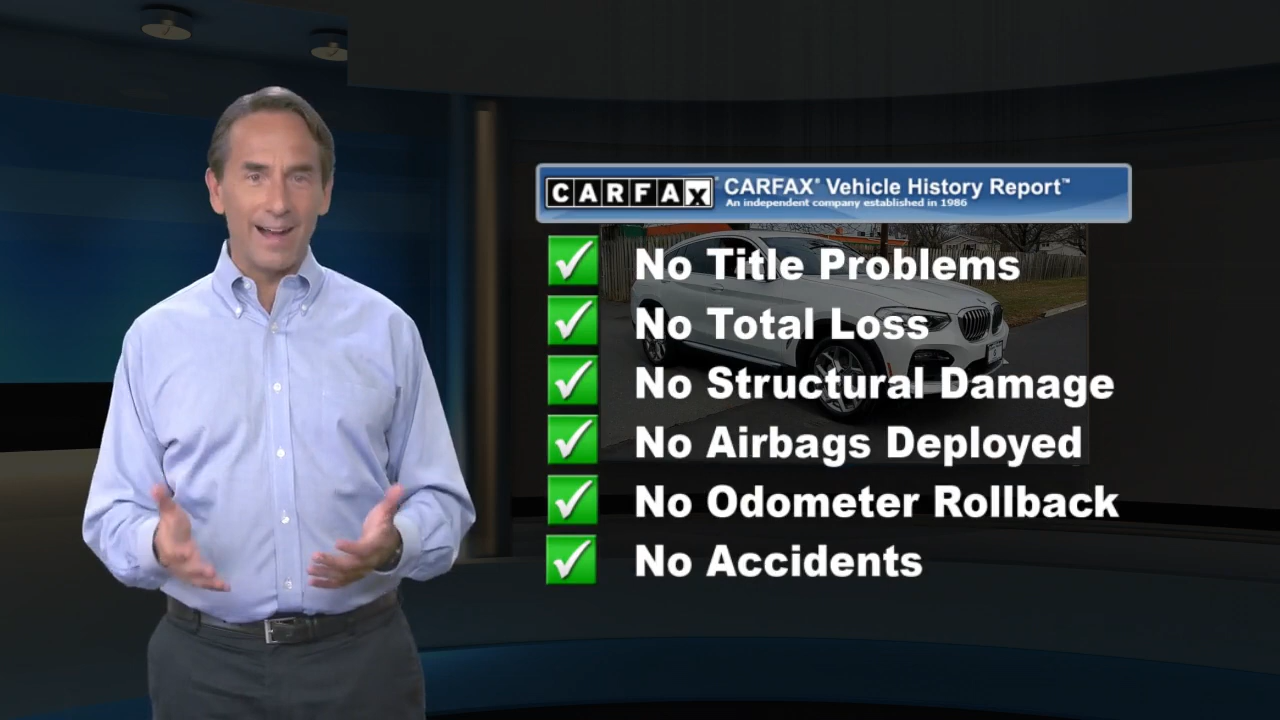 CARFAX® CARFAX® Vehicle History Report™
An independent company established in 1986
No Title Problems
No Total Loss
No Structural Damage
No Airbags Deployed
No Odometer Rollback
No Accidents